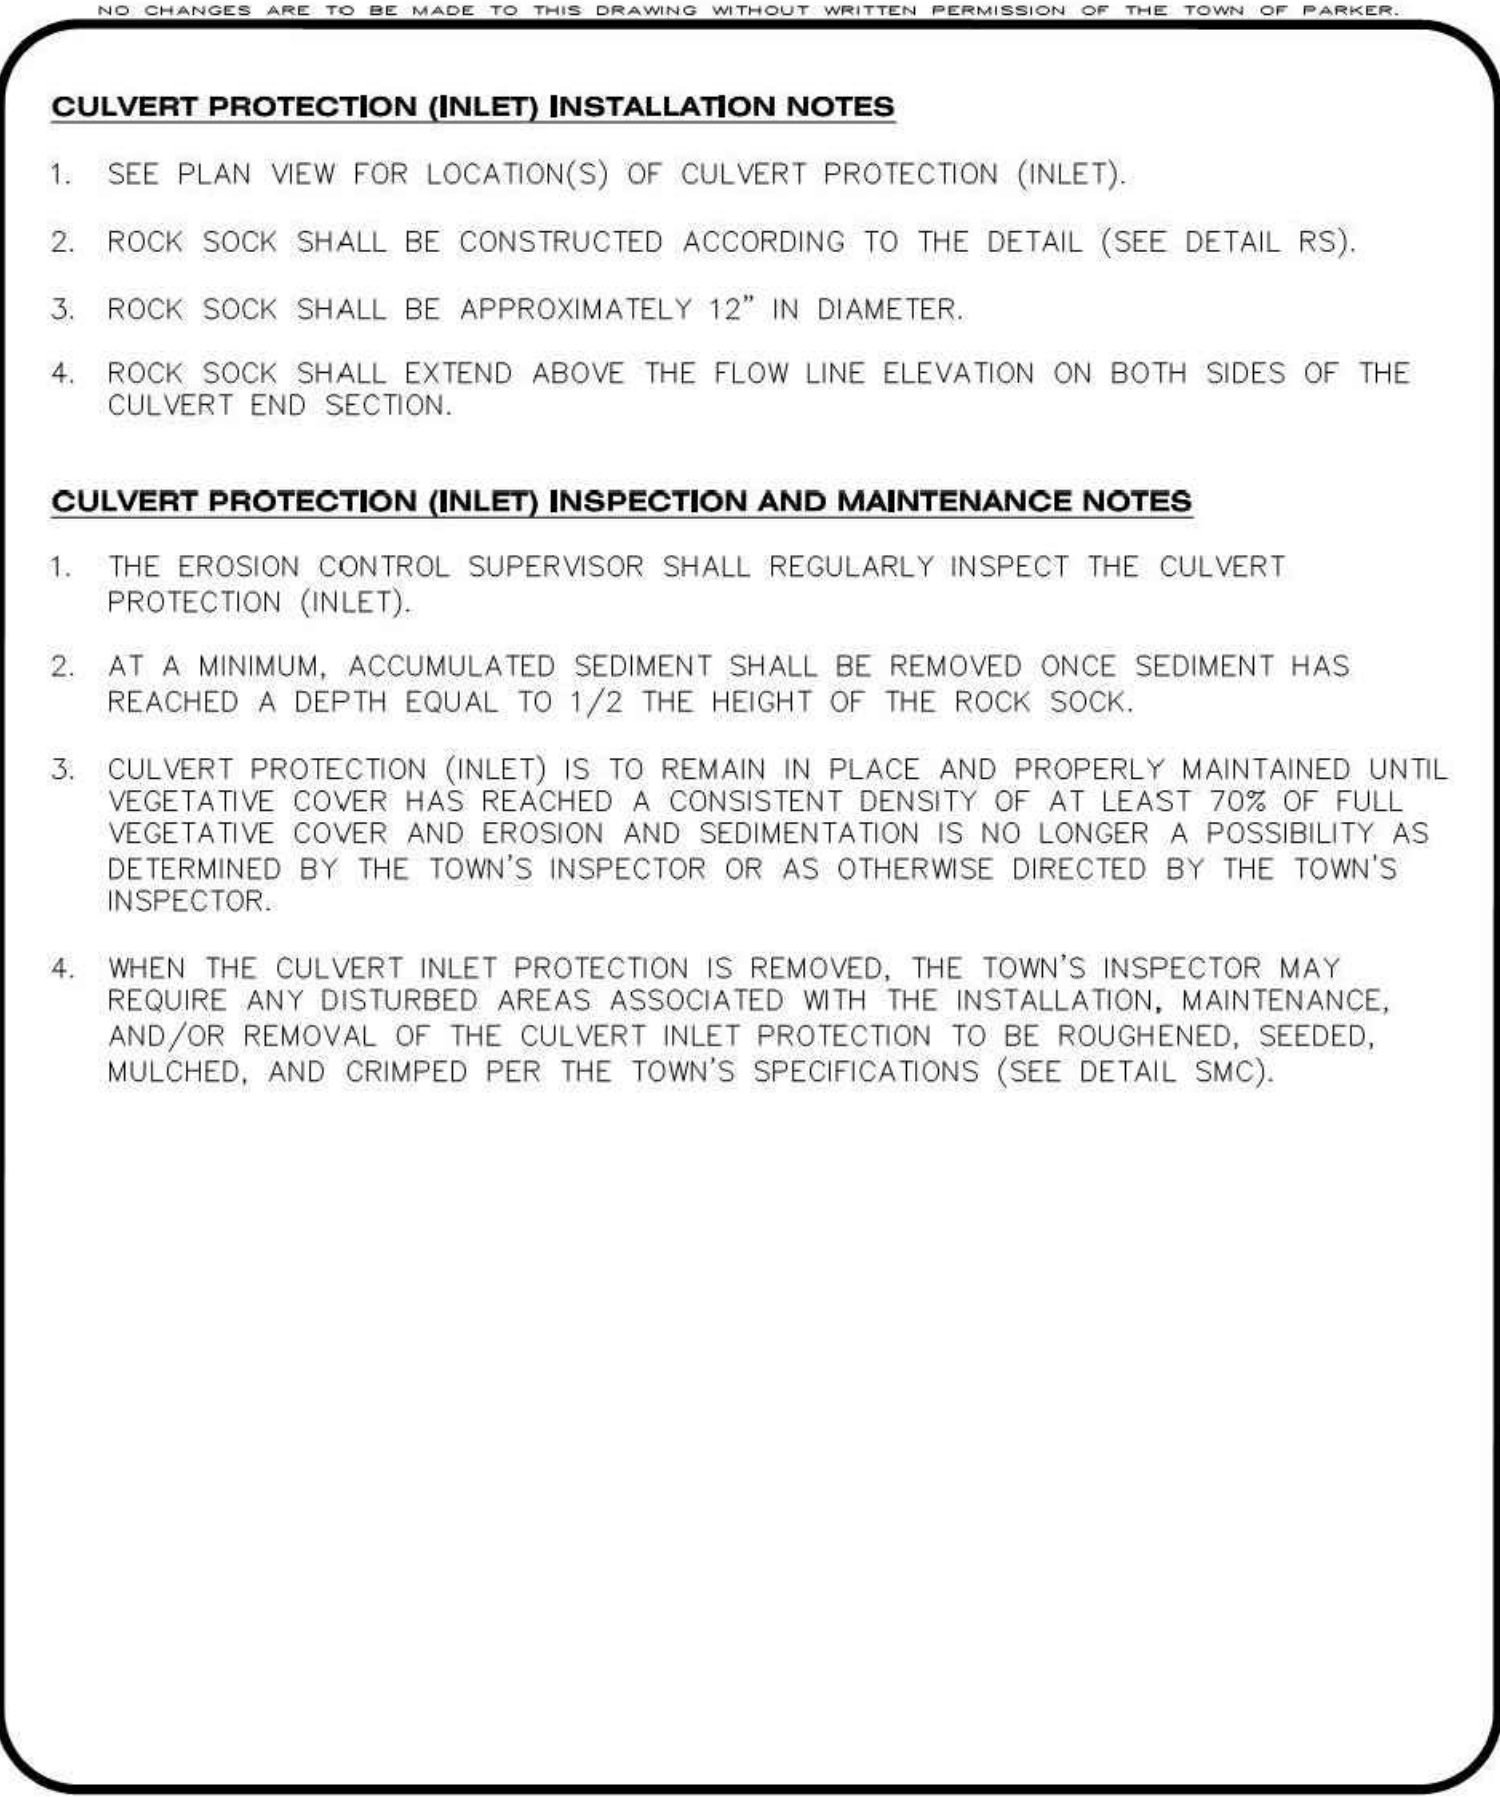 NO CHANGES ARE TO BE MADE TO THIS DRAWING WITHOUT WRITTEN PERMISSION OF THE TOWN OF PARKER.
CULVERT PROTECTION (INLET) INSTALLATION NOTES
1. SEE PLAN VIEW FOR LOCATION(S) OF CULVERT PROTECTION (INLET).
2. ROCK SOCK SHALL BE CONSTRUCTED ACCORDING TO THE DETAIL (SEE DETAIL RS).
3. ROCK SOCK SHALL BE APPROXIMATELY 12" IN DIAMETER.
4. ROCK SOCK SHALL EXTEND ABOVE THE FLOW LINE ELEVATION ON BOTH SIDES OF THE
CULVERT END SECTION.
CULVERT PROTECTION (INLET) INSPECTION AND MAINTENANCE NOTES
1. THE EROSION CONTROL SUPERVISOR SHALL REGULARLY INSPECT THE CULVERT
PROTECTION (INLET).
2. AT A MINIMUM, ACCUMULATED SEDIMENT SHALL BE REMOVED ONCE SEDIMENT HAS
REACHED A DEPTH EQUAL TO 1/2 THE HEIGHT OF THE ROCK SOCK.
3. CULVERT PROTECTION (INLET) IS TO REMAIN IN PLACE AND PROPERLY MAINTAINED UNTIL
VEGETATIVE COVER HAS REACHED A CONSISTENT DENSITY OF AT LEAST 70% OF FULL
VEGETATIVE COVER AND EROSION AND SEDIMENTATION IS NO LONGER A POSSIBILITY AS
DETERMINED BY THE TOWN'S INSPECTOR OR AS OTHERWISE DIRECTED BY THE TOWN'S
INSPECTOR.
4. WHEN THE CULVERT INLET PROTECTION IS REMOVED, THE TOWN'S INSPECTOR MAY
REQUIRE ANY DISTURBED AREAS ASSOCIATED WITH THE INSTALLATION, MAINTENANCE,
AND/OR REMOVAL OF THE CULVERT INLET PROTECTION TO BE ROUGHENED, SEEDED,
MULCHED, AND CRIMPED PER THE TOWN'S SPECIFICATIONS (SEE DETAIL SMC).